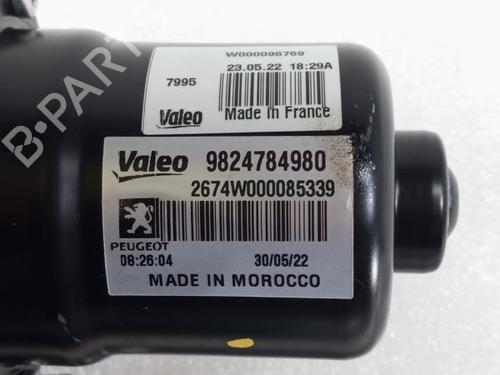 W000096769
23.05.22 18:29A
7995
Valeo Made in France
Valeo 9824784980
2674W000085339
PEUGEOT
08:26:04 30/05/22
MADE IN MOROCCO
B-PARTS